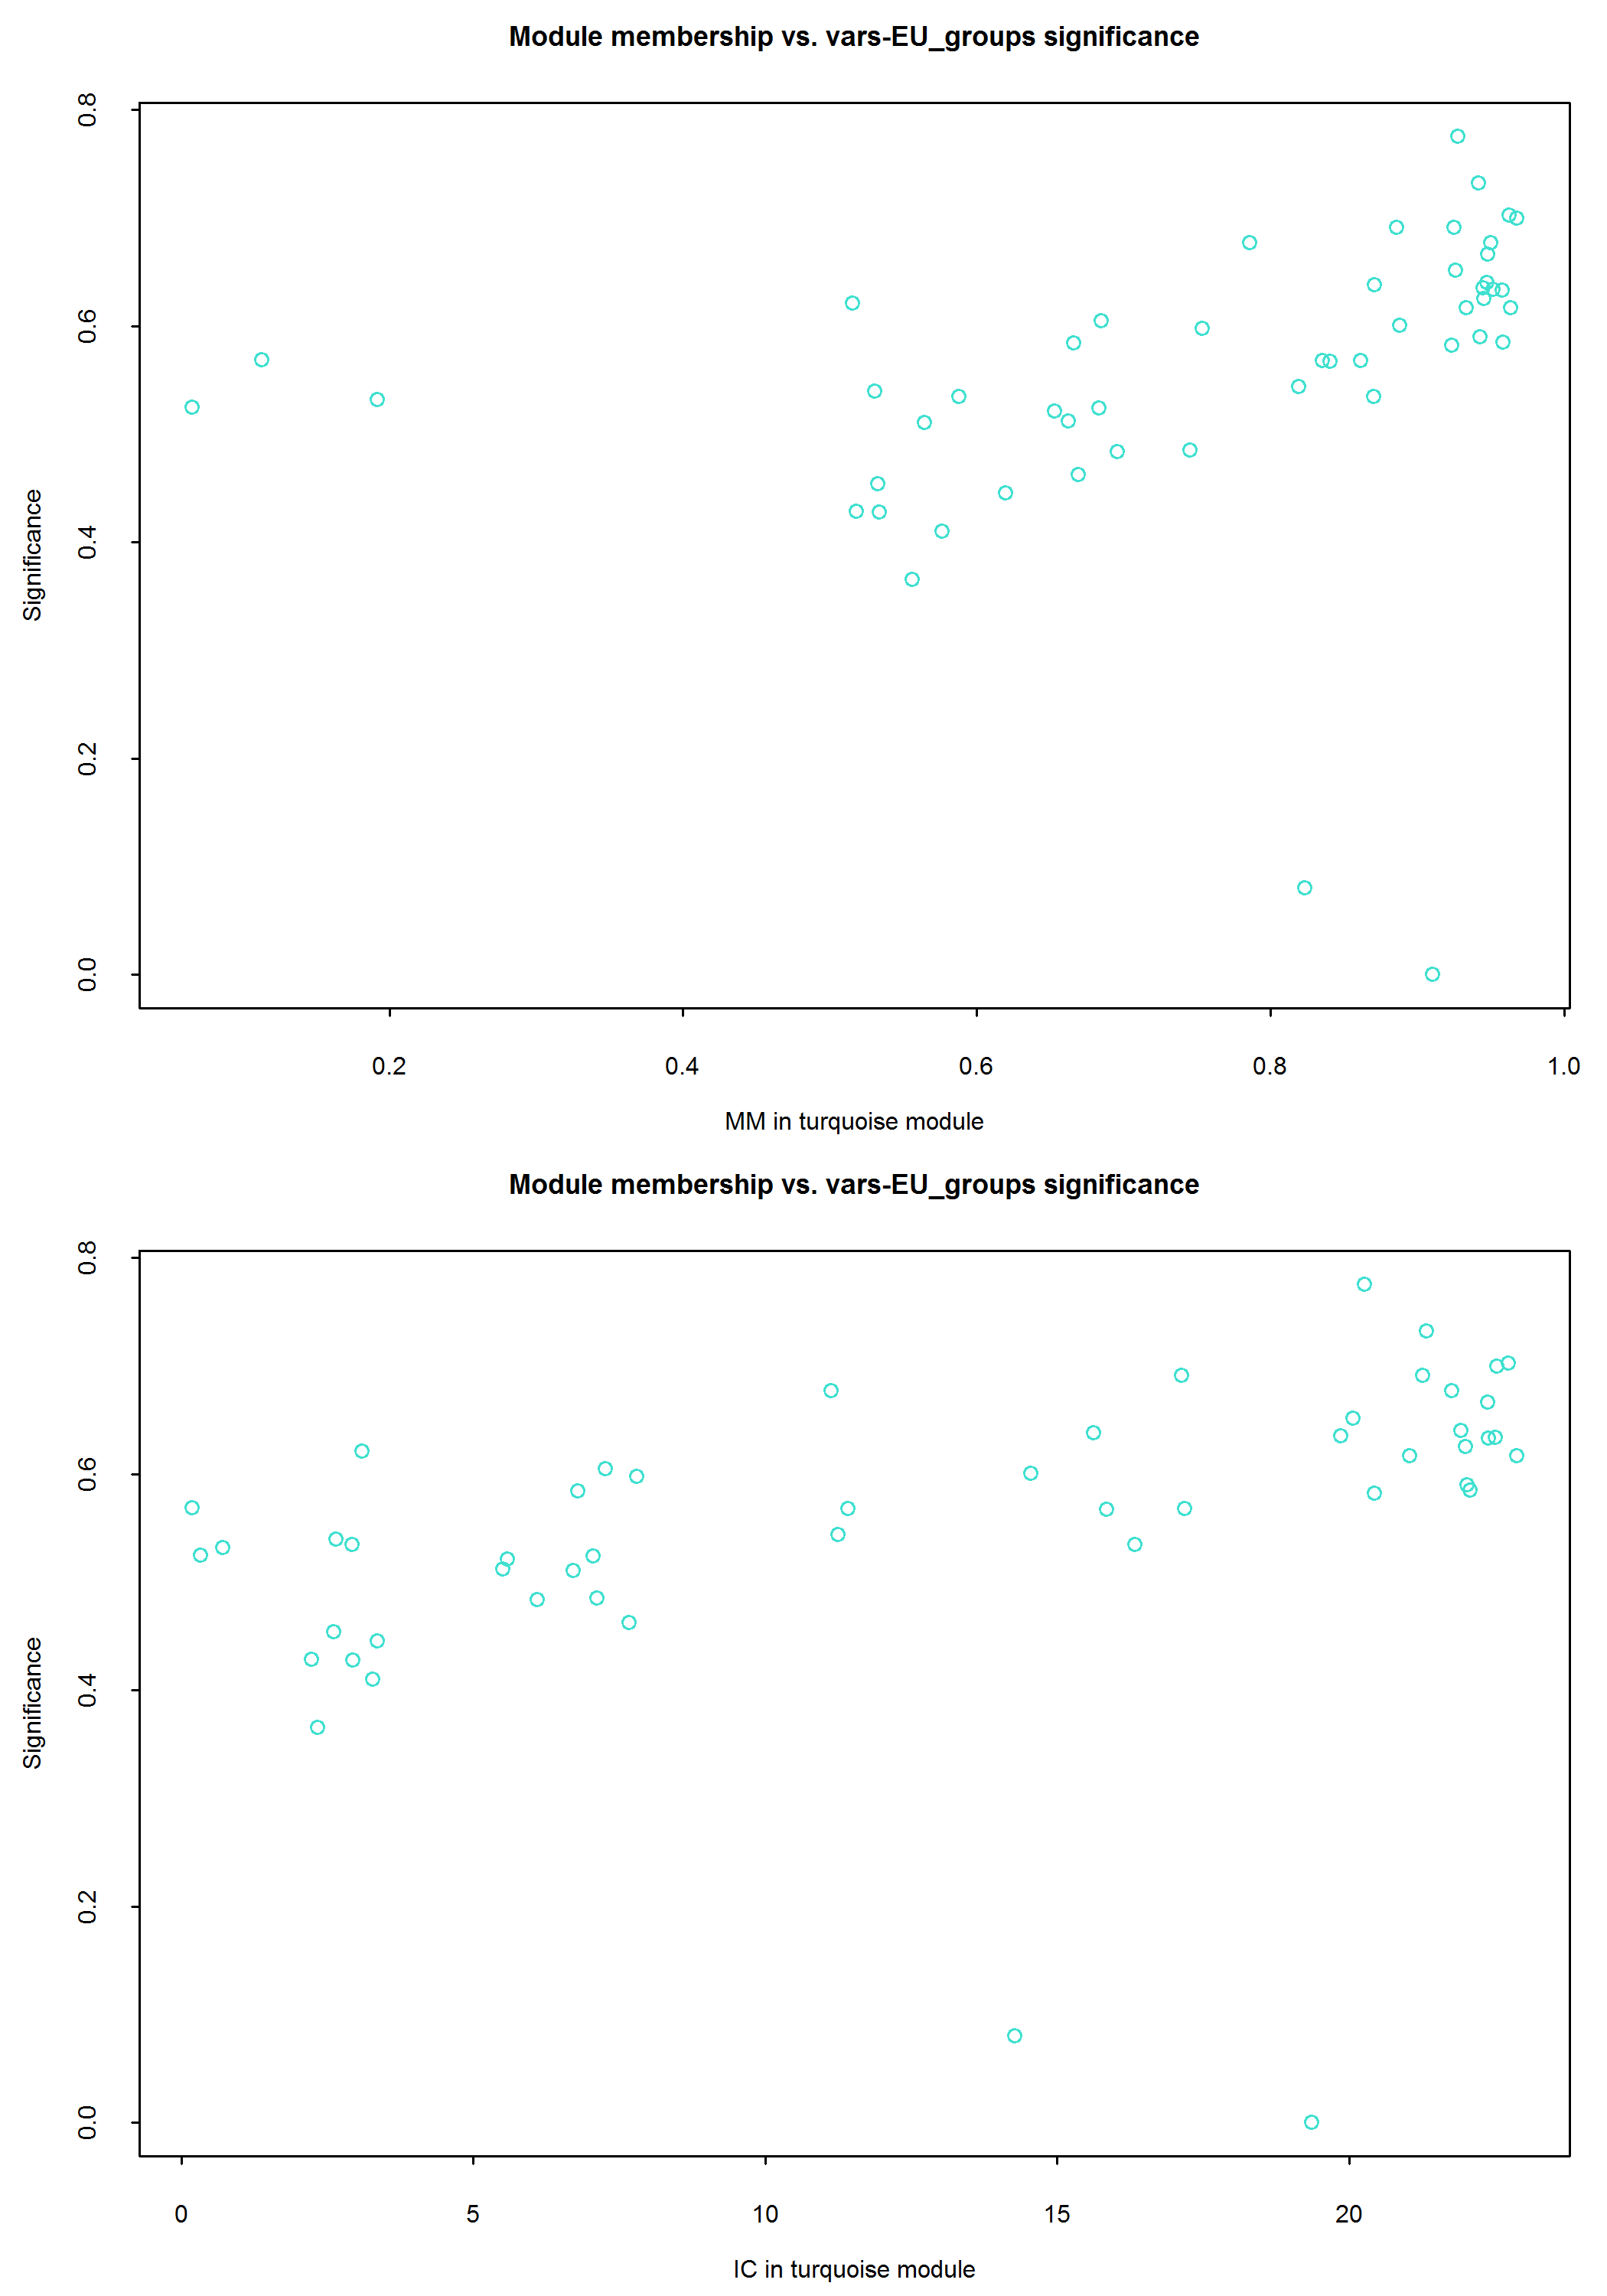 Module membership vs. vars-EU_groups significance
0.8
0.6
0.4
0.2
0.0
Significance
0.2 0.4 0.6 0.8 1.0
MM in turquoise module
Module membership vs. vars-EU_groups significance
0.8
0.6
0.4
0.2
0.0
Significance
0 5 10 15 20
IC in turquoise module